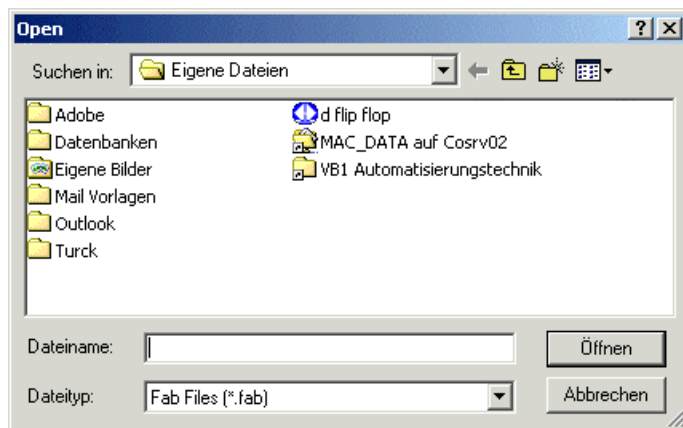 Open
Suchen in: Eigene Dateien
Adobe
Datenbanken
Eigene Bilder
Mail Vorlagen
Outlook
Turck
d flip flop
MAC_DATA auf Cosrv02
VB1 Automatisierungstechnik
Dateiname:
Öffnen
Dateityp: Fab Files (*.fab)
Abbrechen